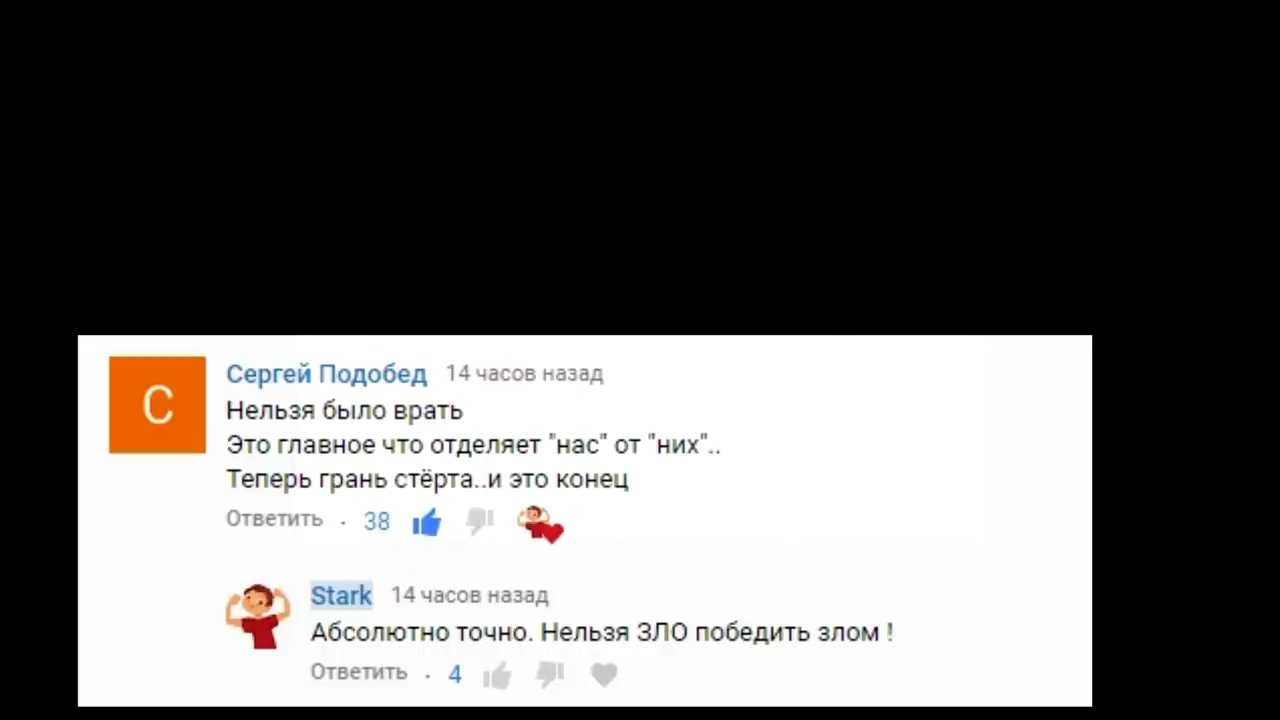 С
Сергей Подобед 14 часов назад
Нельзя было врать
Это главное что отделяет "нас" от "них"..
Теперь грань стёрта..и это конец
Ответить · 38
Stark 14 часов назад
Абсолютно точно. Нельзя ЗЛО победить злом !
Ответить · 4